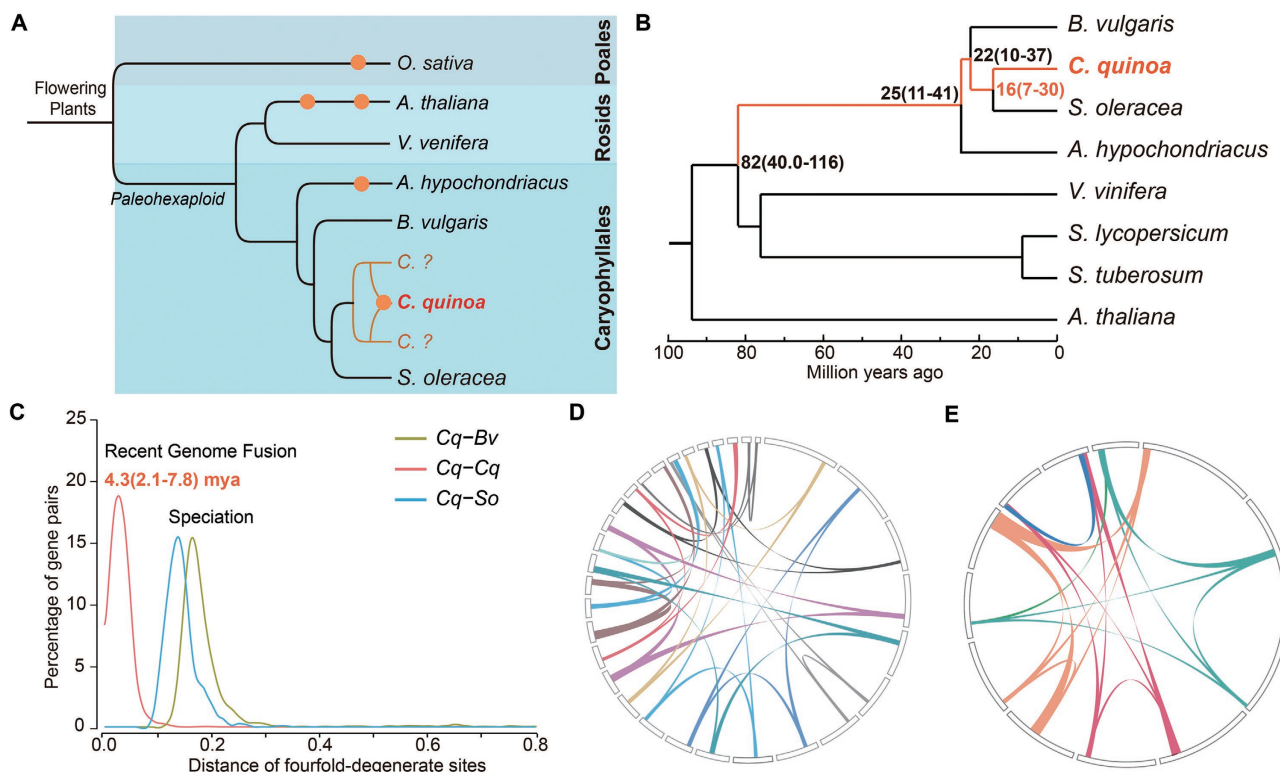 A
Flowering
Plants
Paleohexaploid
O. sativa
A. thaliana
V. venifera
A. hypochondriacus
B. vulgaris
C. ?
C. quinoa
C. ?
S. oleracea
Poales
Rosids
Caryophyllales
B
B. vulgaris
22(10-37)
C. quinoa
25(11-41)
16(7-30)
S. oleracea
A. hypochondriacus
82(40.0-116)
V. vinifera
S. lycopersicum
S. tuberosum
A. thaliana
100 80 60 40 20 0
Million years ago
C
25
20
15
10
5
0
Percentage of gene pairs
Recent Genome Fusion
4.3(2.1-7.8) mya
Speciation
Cq−Bv
Cq−Cq
Cq−So
0.0 0.2 0.4 0.6 0.8
Distance of fourfold-degenerate sites
D
E